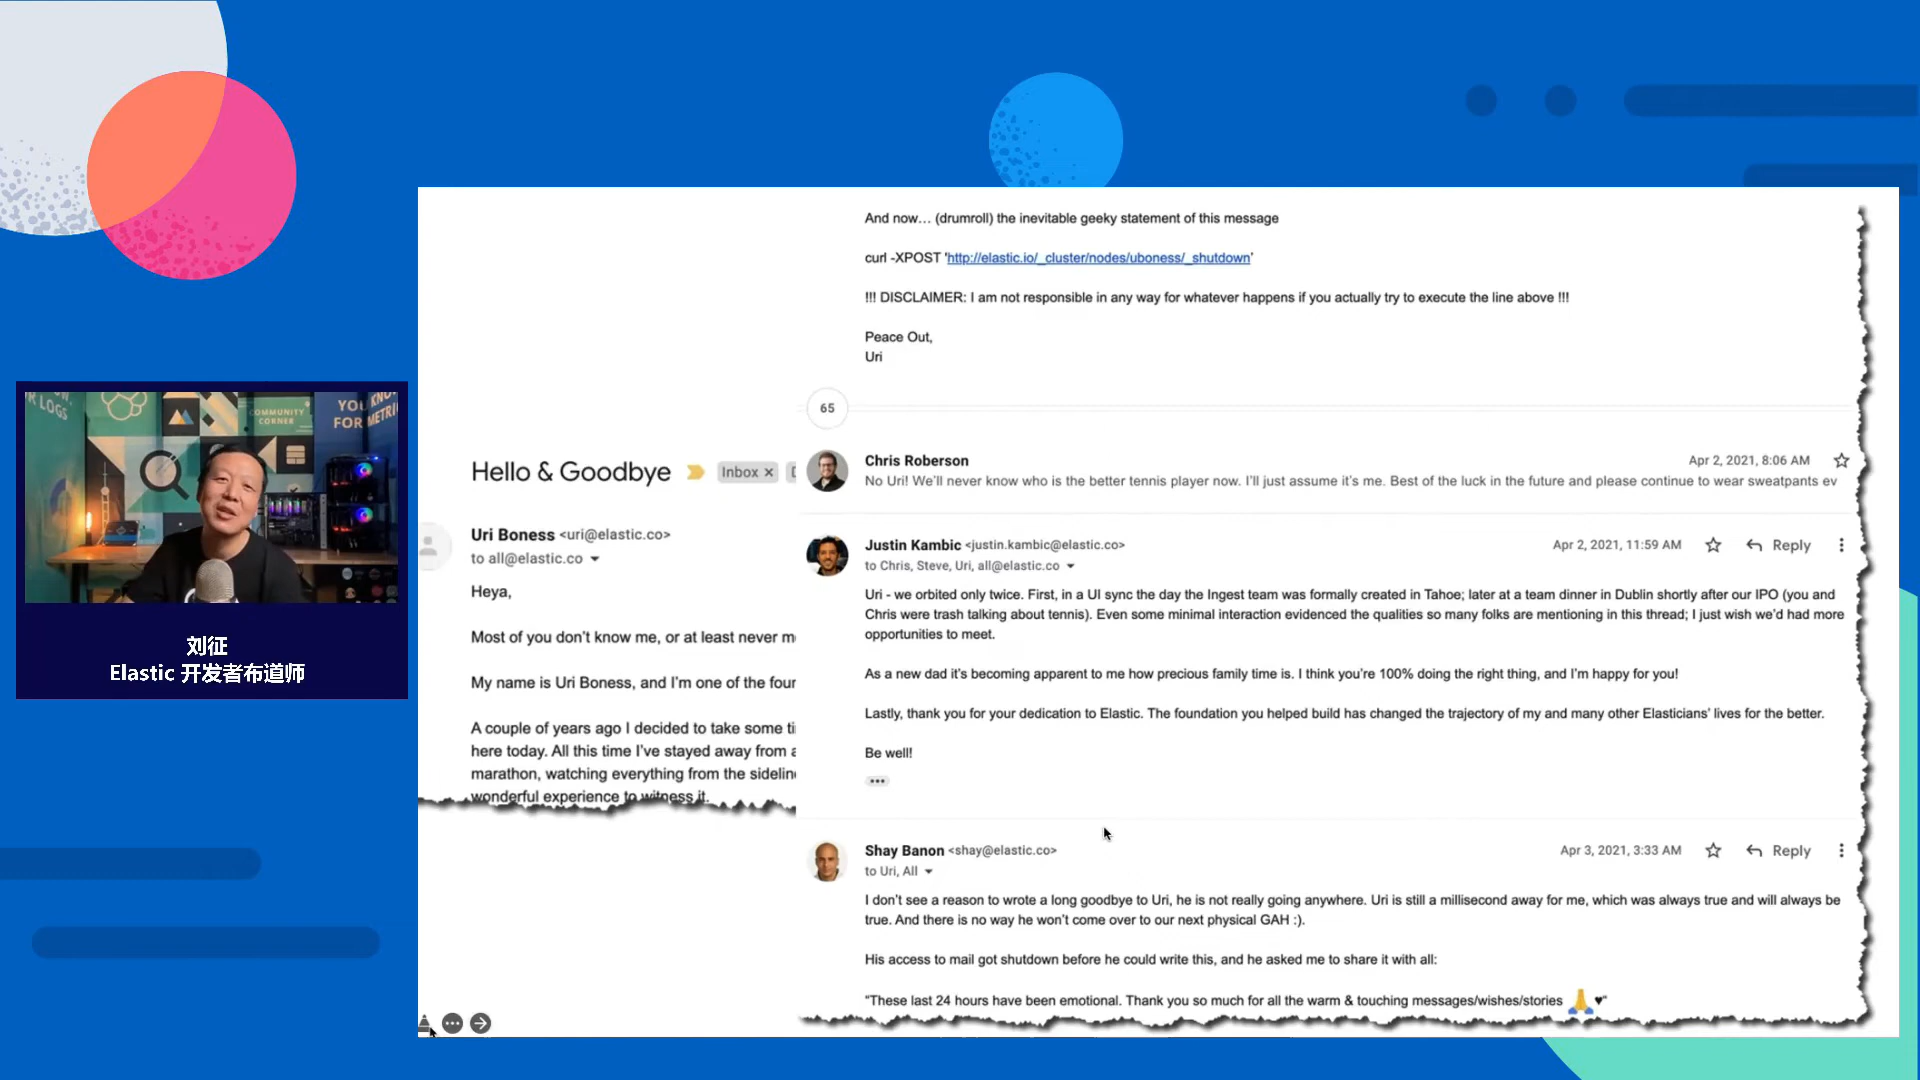 And now… (drumroll) the inevitable geeky statement of this message
curl -XPOST 'http://elastic.io/_cluster/nodes/uboness/_shutdown'
!!! DISCLAIMER: I am not responsible in any way for whatever happens if you actually try to execute the line above !!!
Peace Out,
Uri
65
Chris Roberson
Apr 2, 2021, 8:06 AM
No Uri! We'll never know who is the better tennis player now. I'll just assume it's me. Best of the luck in the future and please continue to wear sweatpants ev
Justin Kambic <justin.kambic@elastic.co>
Apr 2, 2021, 11:59 AM
Reply
to Chris, Steve, Uri, all@elastic.co
Uri - we orbited only twice. First, in a UI sync the day the Ingest team was formally created in Tahoe; later at a team dinner in Dublin shortly after our IPO (you and
Chris were trash talking about tennis). Even some minimal interaction evidenced the qualities so many folks are mentioning in this thread; I just wish we'd had more
opportunities to meet.
As a new dad it's becoming apparent to me how precious family time is. I think you're 100% doing the right thing, and I'm happy for you!
Lastly, thank you for your dedication to Elastic. The foundation you helped build has changed the trajectory of my and many other Elasticians' lives for the better.
Be well!
Shay Banon <shay@elastic.co>
Apr 3, 2021, 3:33 AM
Reply
to Uri, All
I don't see a reason to wrote a long goodbye to Uri, he is not really going anywhere. Uri is still a millisecond away for me, which was always true and will always be
true. And there is no way he won't come over to our next physical GAH :).
His access to mail got shutdown before he could write this, and he asked me to share it with all:
"These last 24 hours have been emotional. Thank you so much for all the warm & touching messages/wishes/stories 🙏 ♥"
Hello & Goodbye
Inbox ×
Uri Boness <uri@elastic.co>
to all@elastic.co
Heya,
Most of you don't know me, or at least never m
My name is Uri Boness, and I'm one of the four
A couple of years ago I decided to take some ti
here today. All this time I've stayed away from a
marathon, watching everything from the sidelin
wonderful experience to witness it.
R LOGS
COMMUNITY
CORNER
YOU KNO
FOR METRI
刘征
Elastic 开发者布道师